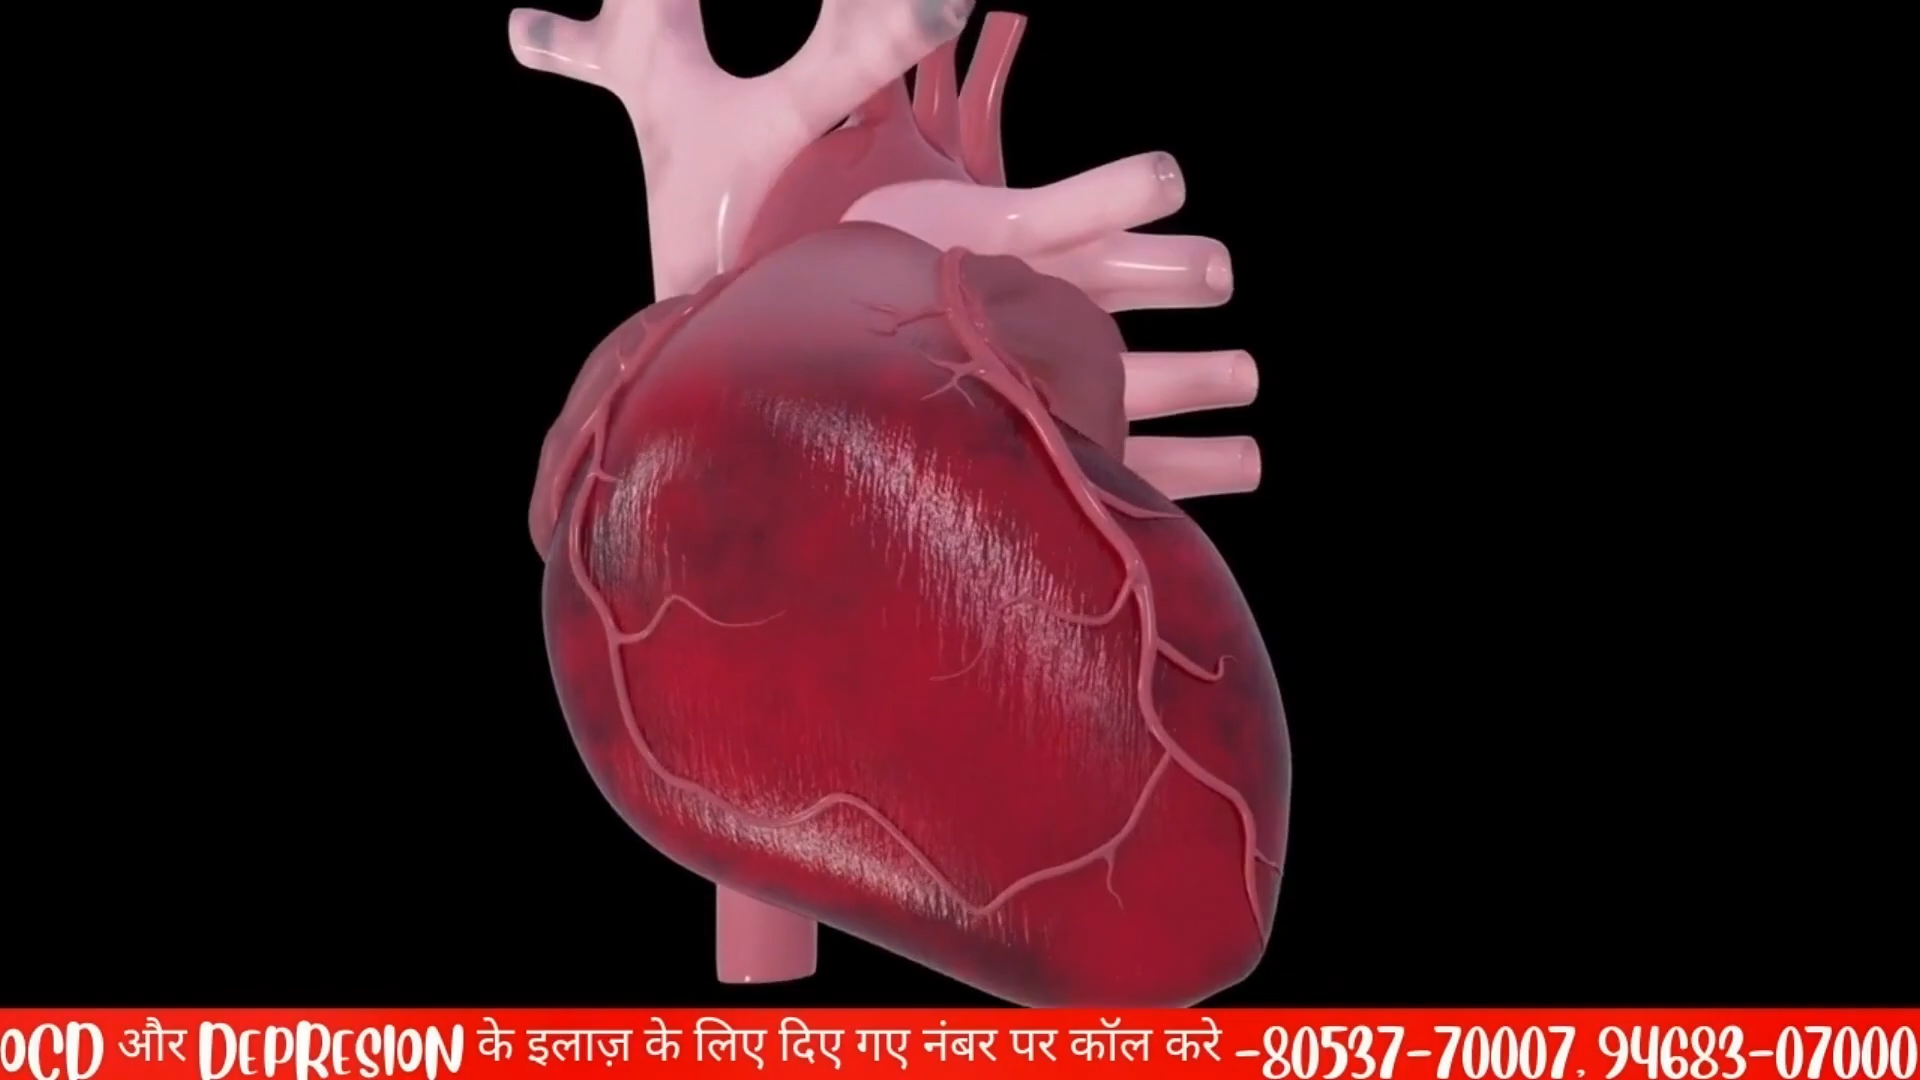 OCD और DEPRESION के इलाज़ के लिए दिए गए नंबर पर कॉल करे -80537-70007, 94683-07000